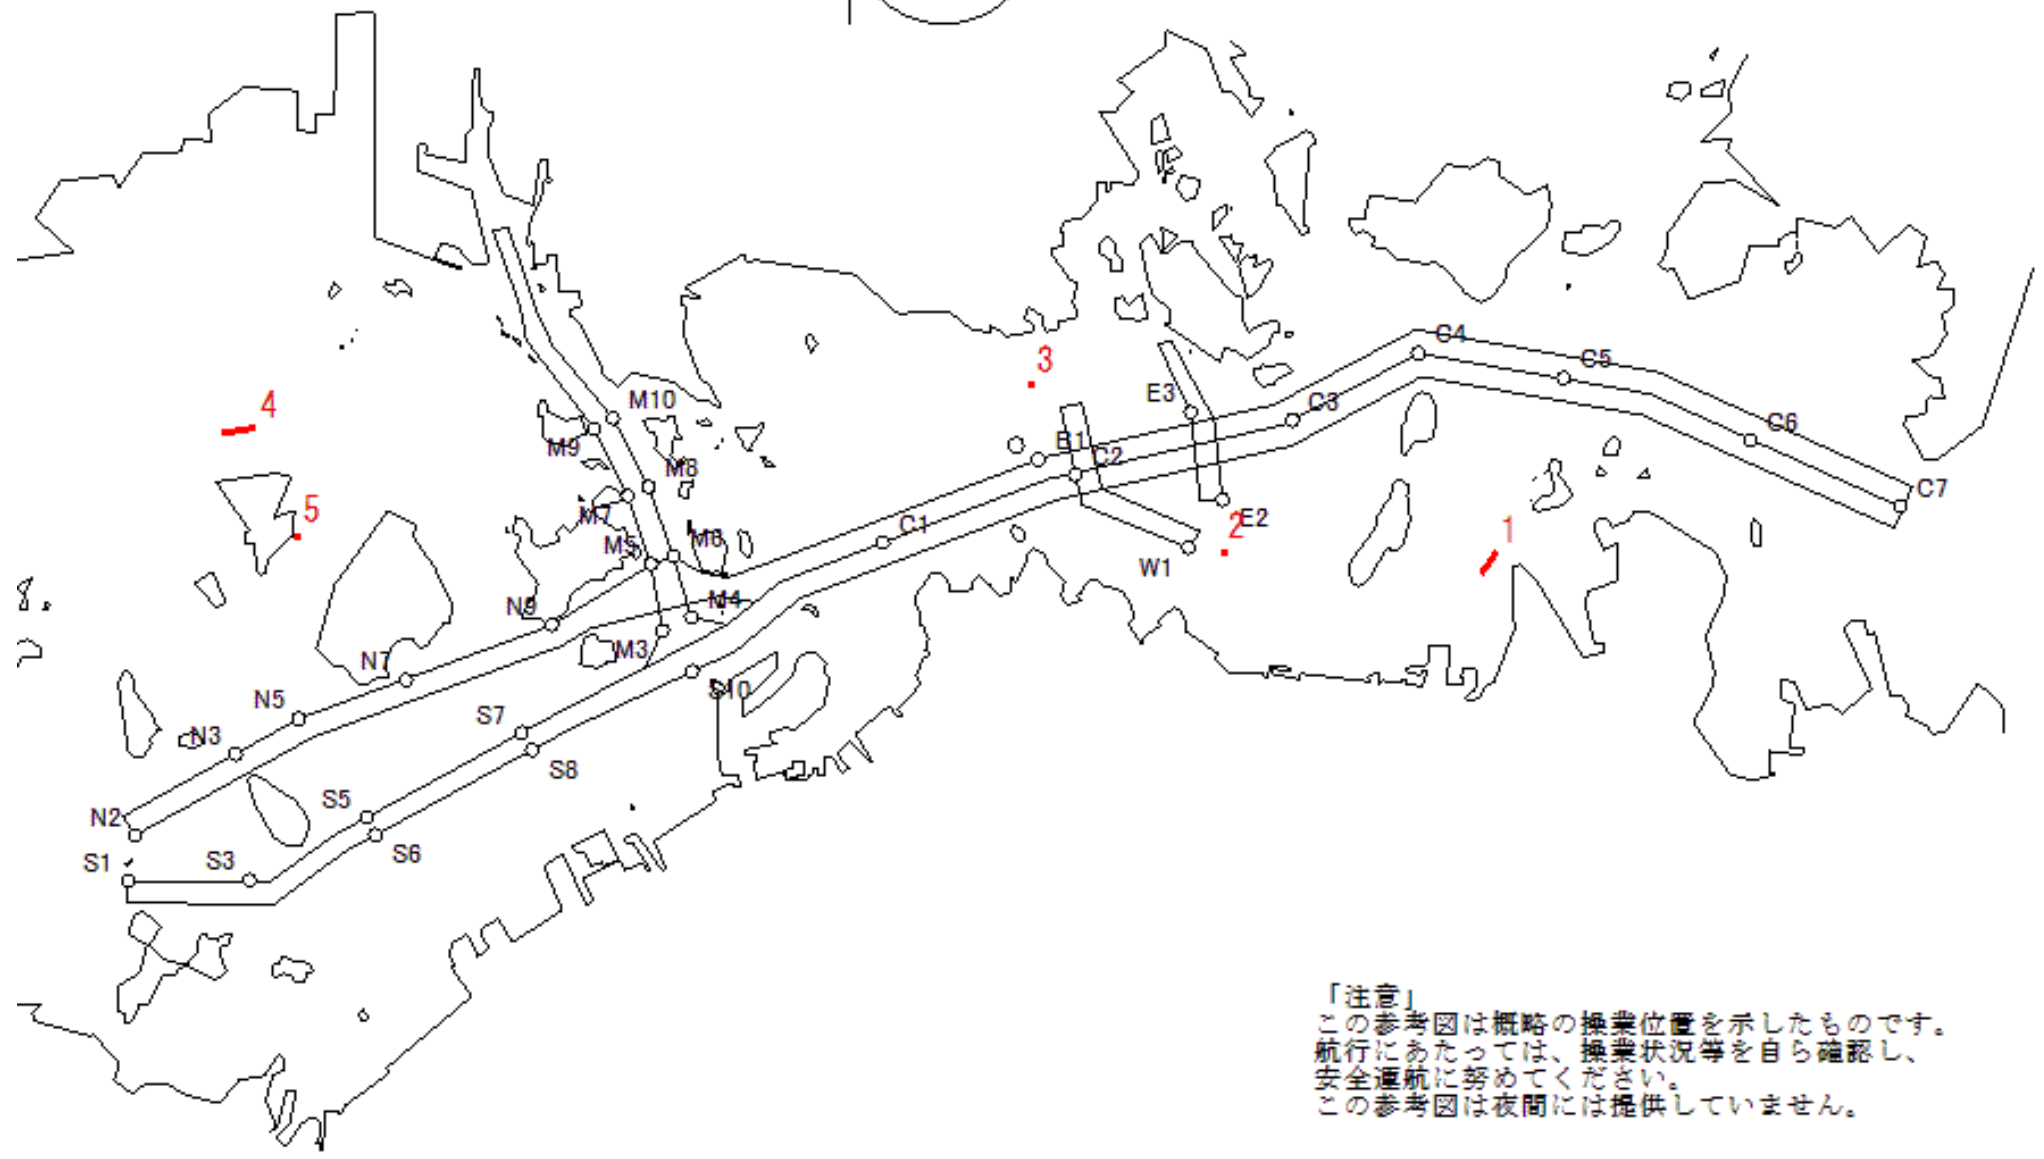 C4
3
C5
E3
M10
4
C3
C6
B1
M9
C2
M8
C7
5
M7
E2
2
1
C1
M5
M6
W1
N9
M4
M3
N7
S10
N5
S7
N3
S8
S5
N2
S6
S1
S3
「注意」
この参考図は概略の操業位置を示したものです。
航行にあたっては、操業状況等を自ら確認し、
安全運航に努めてください。
この参考図は夜間には提供していません。